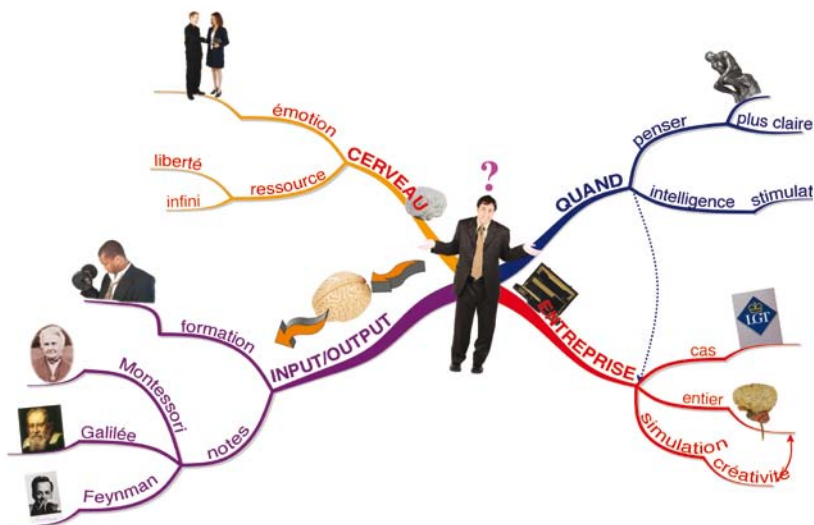 émotion
CERVEAU
liberté
ressource
infini
?
penser
plus claire
QUAND
intelligence
stimulat
formation
INPUT/OUTPUT
Montessori
Galilée
notes
Feynman
ENTREPRISE
LGT
cas
entier
simulation
créativité